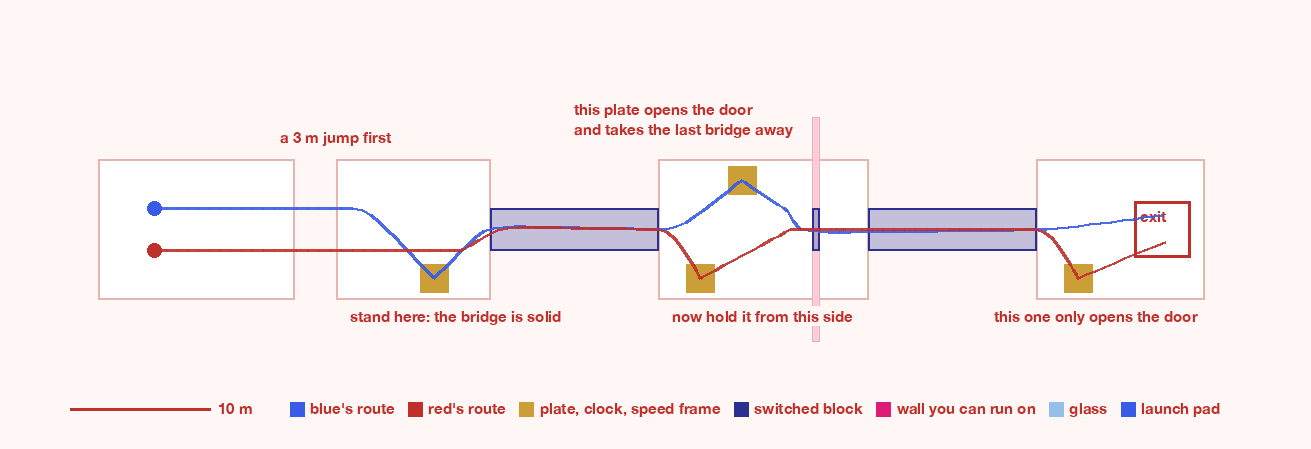 this plate opens the door
and takes the last bridge away
a 3 m jump first
exit
stand here: the bridge is solid
now hold it from this side
this one only opens the door
10 m
blue's route
red's route
plate, clock, speed frame
switched block
wall you can run on
glass
launch pad